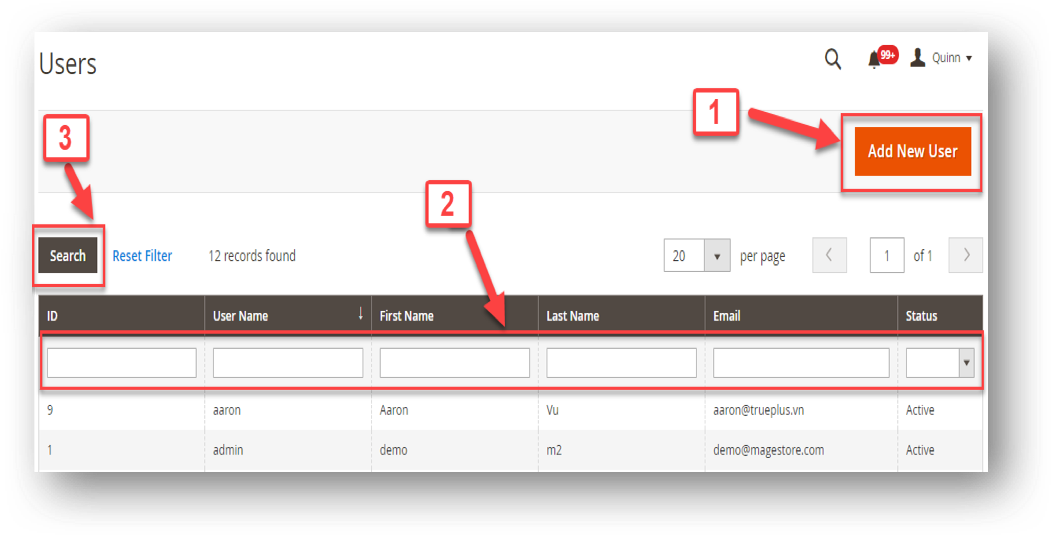 Users
99+ Quinn
1
Add New User
3
2
Search Reset Filter 12 records found 20 per page 1 of 1
ID User Name ↓ First Name Last Name Email Status
9 aaron Aaron Vu aaron@trueplus.vn Active
1 admin demo m2 demo@magestore.com Active